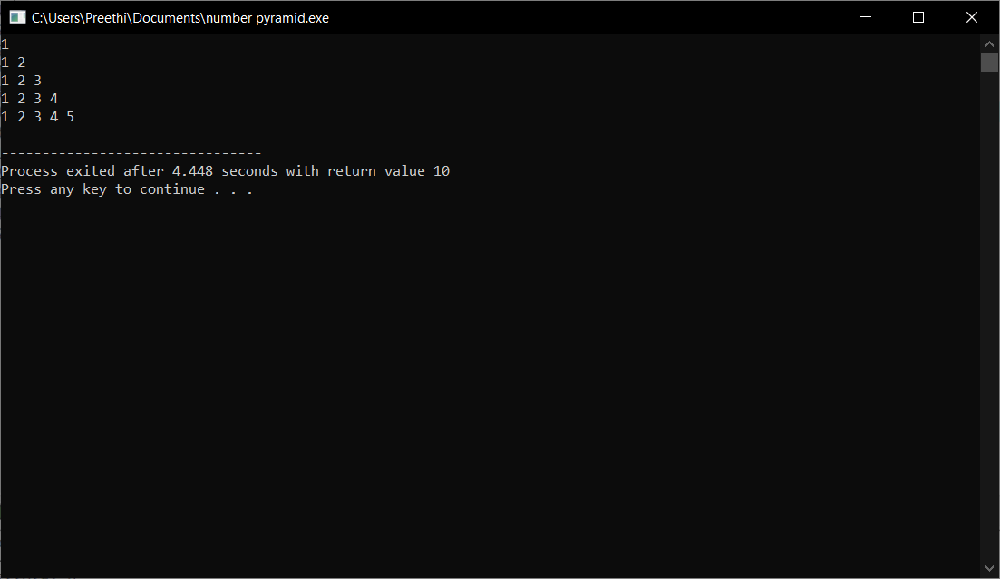 C:\Users\Preethi\Documents\number pyramid.exe
1
1 2
1 2 3
1 2 3 4
1 2 3 4 5
--------------------------------
Process exited after 4.448 seconds with return value 10
Press any key to continue . . .